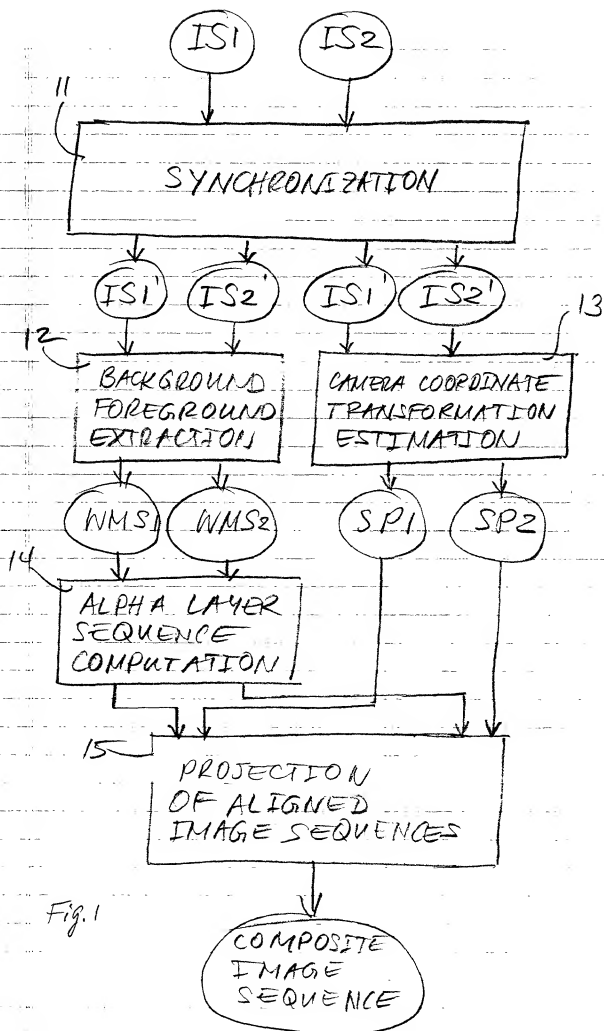 IS1 IS2
11
SYNCHRONIZATION
IS1' IS2' IS1' IS2'
12 13
BACKGROUND
FOREGROUND
EXTRACTION
CAMERA COORDINATE
TRANSFORMATION
ESTIMATION
WMS1 WMS2 SP1 SP2
14
ALPHA LAYER
SEQUENCE
COMPUTATION
15
PROJECTION
OF ALIGNED
IMAGE SEQUENCES
Fig.1
COMPOSITE
IMAGE
SEQUENCE